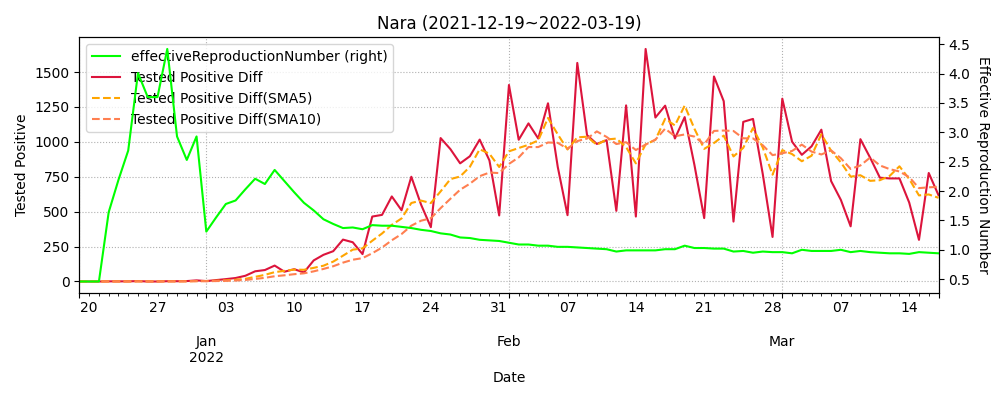 Nara (2021-12-19~2022-03-19)
effectiveReproductionNumber (right)
Tested Positive Diff
Tested Positive Diff(SMA5)
Tested Positive Diff(SMA10)
Tested Positive
1500
1250
1000
750
500
250
0
4.5
4.0
3.5
3.0
2.5
2.0
1.5
1.0
0.5
Effective Reproduction Number
20 27 03 10 17 24 31 07 14 21 28 07 14
Jan Feb Mar
2022
Date